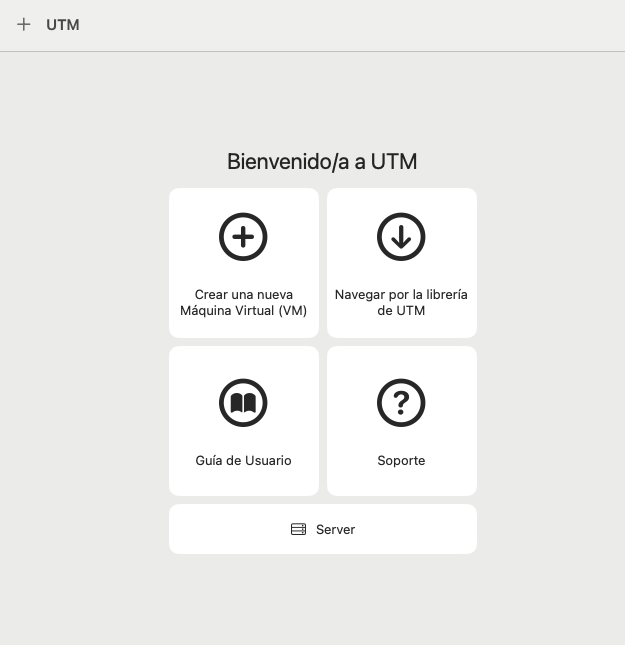 UTM
Bienvenido/a a UTM
Crear una nueva
Máquina Virtual (VM)
Navegar por la librería
de UTM
Guía de Usuario
Soporte
Server